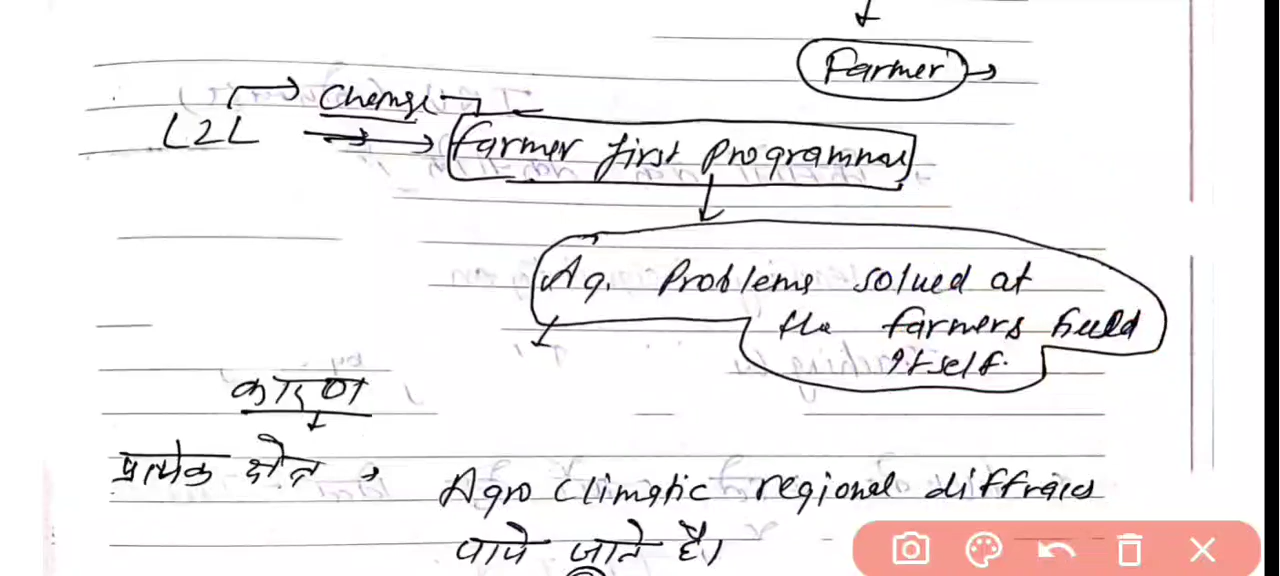 Farmer →
L2L → Change → Farmer first Programme
Ag. Problems solved at
the farmers field
itself.
कारण
प्रत्येक क्षेत्र →
Agro climatic regional
पाये जाते है।